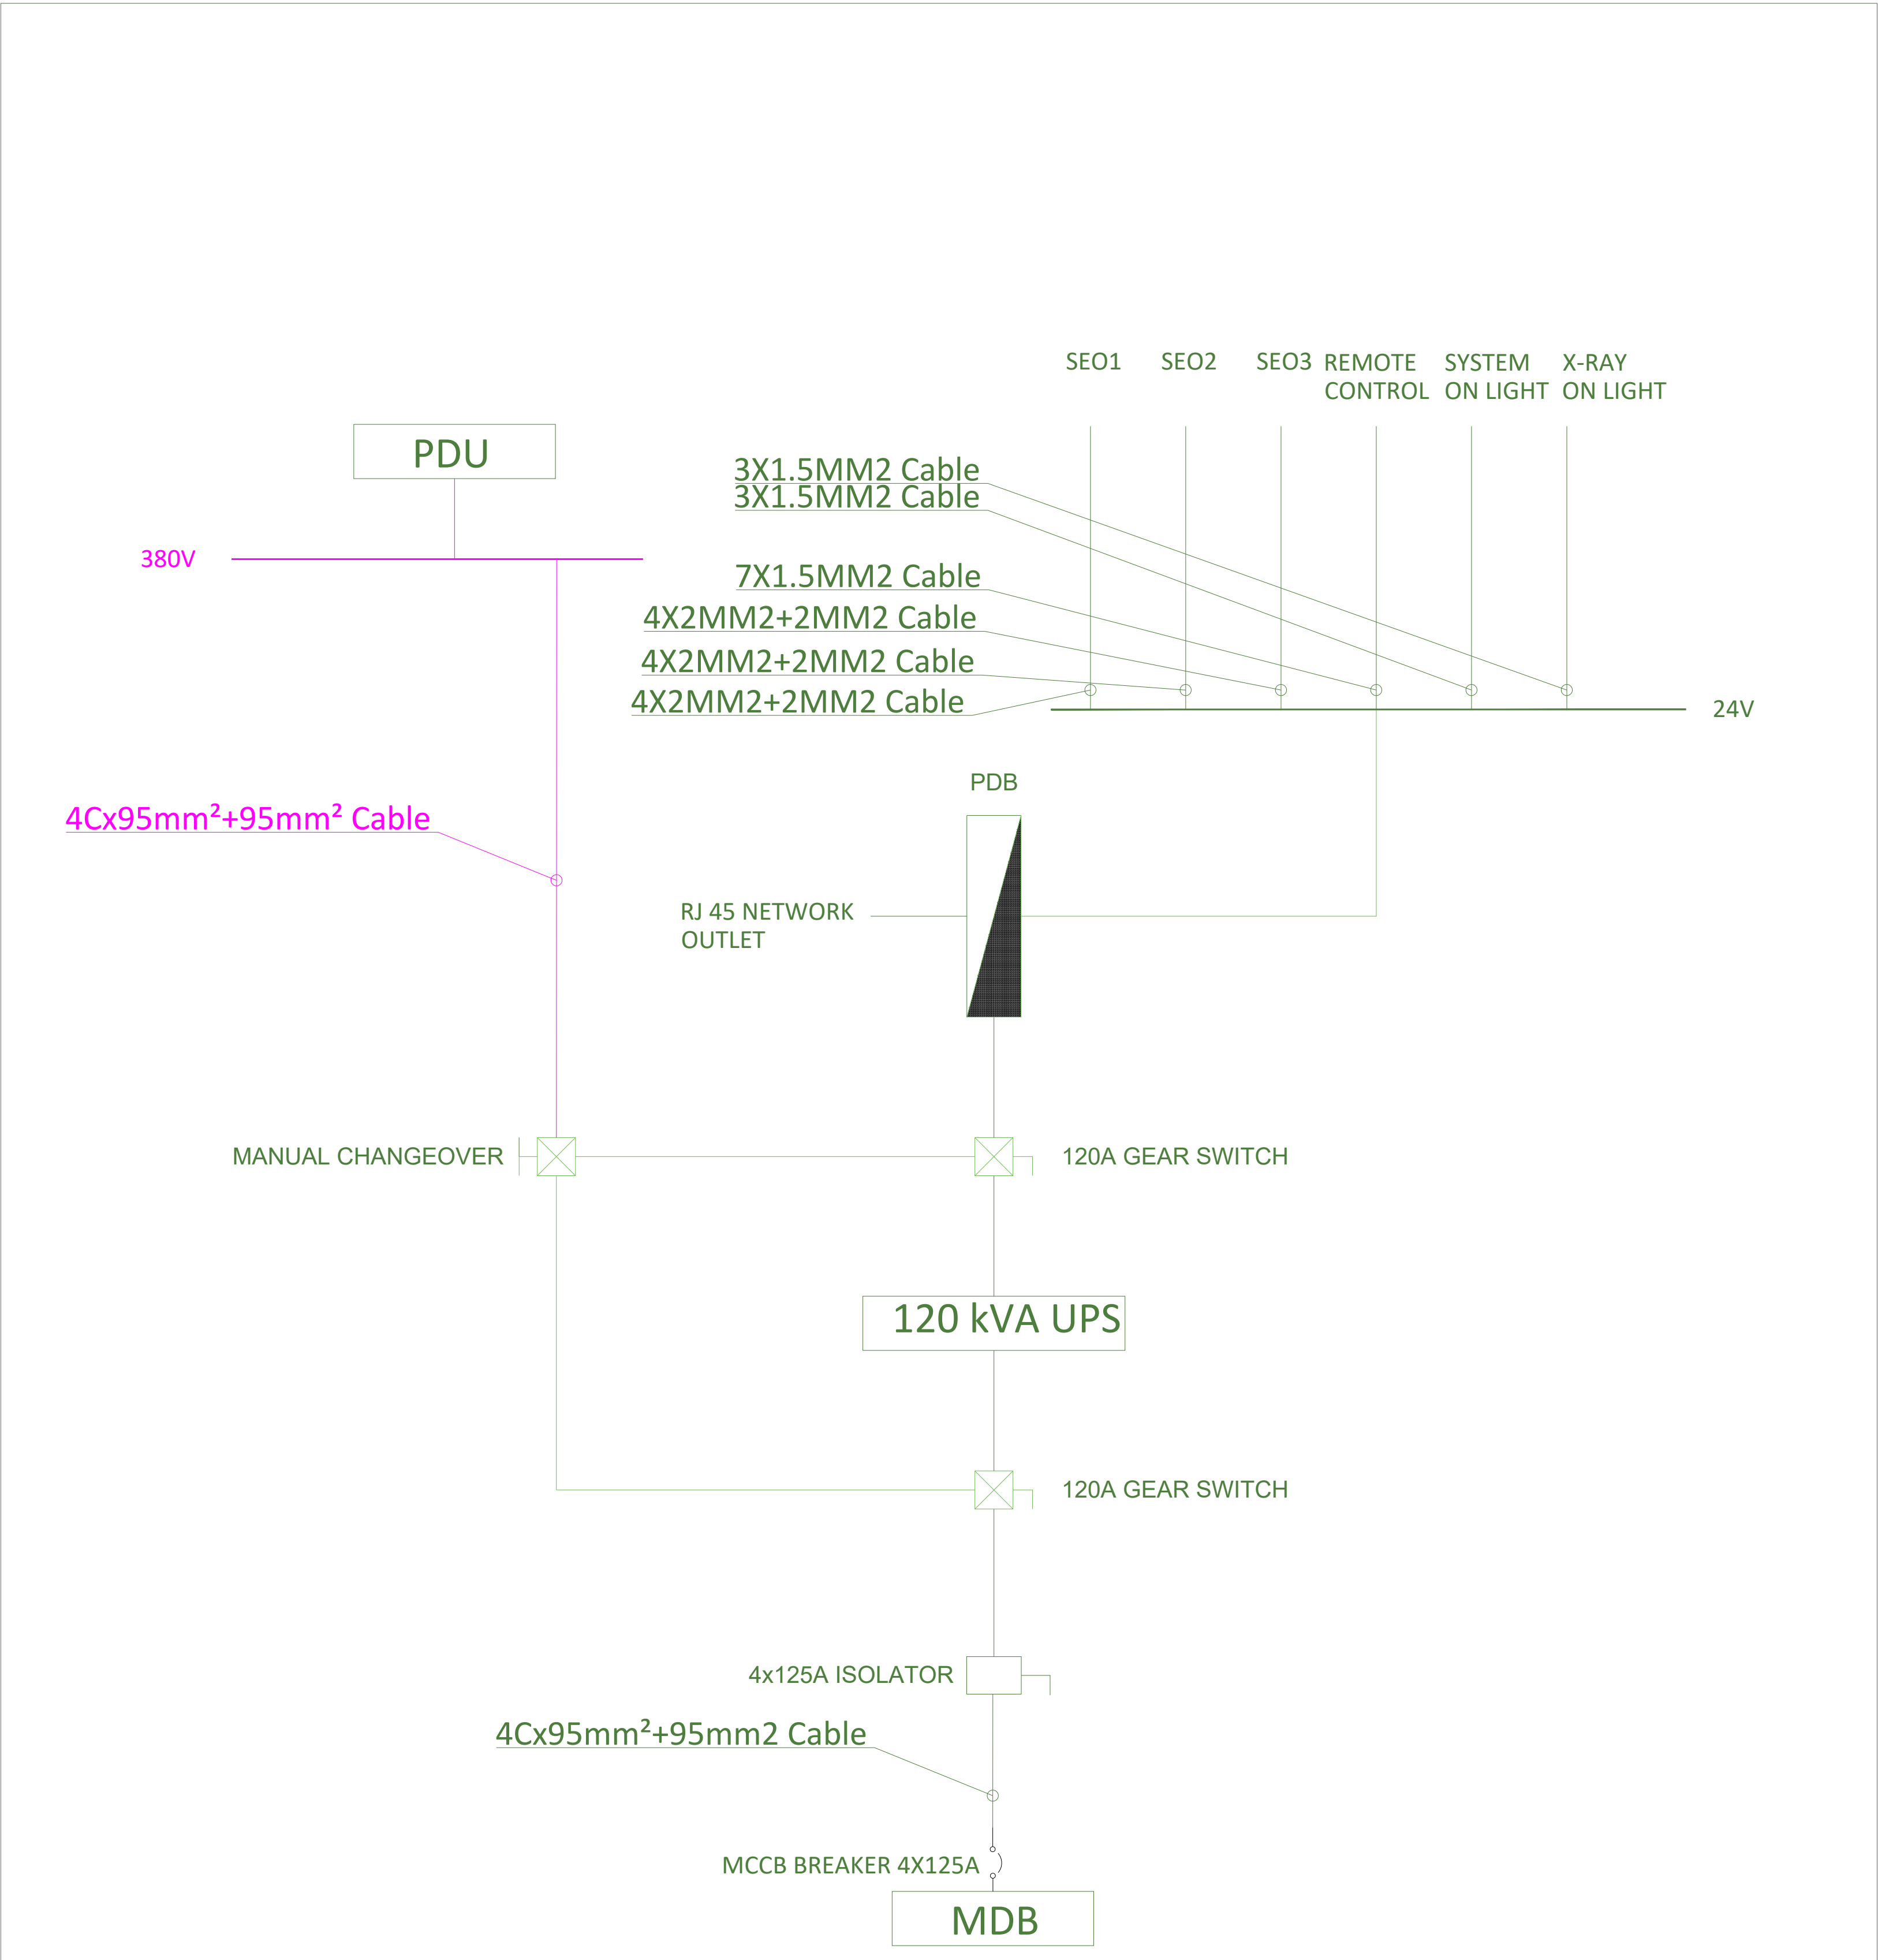 SEO1
SEO2
SEO3
REMOTE
CONTROL
SYSTEM
ON LIGHT
X-RAY
ON LIGHT
PDU
3X1.5MM2 Cable
3X1.5MM2 Cable
380V
7X1.5MM2 Cable
4X2MM2+2MM2 Cable
4X2MM2+2MM2 Cable
4X2MM2+2MM2 Cable
24V
PDB
4Cx95mm²+95mm² Cable
RJ 45 NETWORK
OUTLET
MANUAL CHANGEOVER
120A GEAR SWITCH
120 kVA UPS
120A GEAR SWITCH
4x125A ISOLATOR
4Cx95mm²+95mm2 Cable
MCCB BREAKER 4X125A
MDB